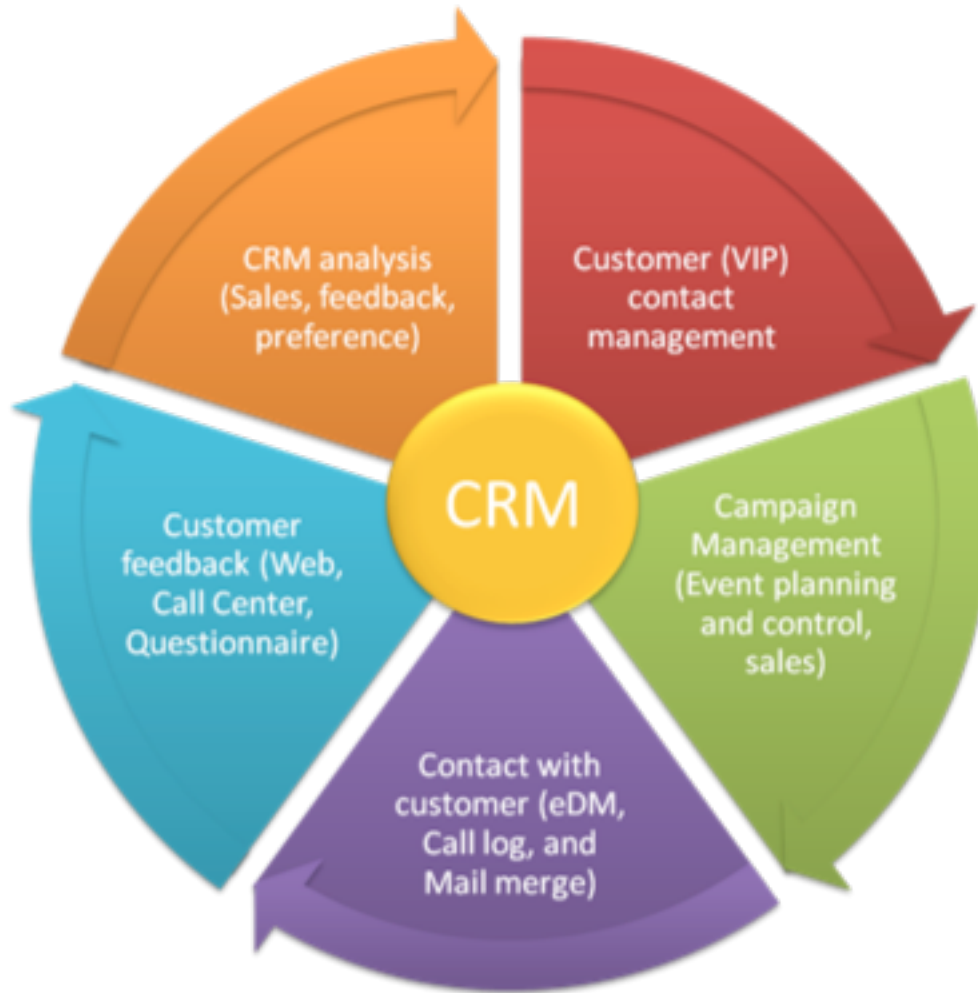 CRM analysis
(Sales, feedback,
preference)
Customer (VIP)
contact
management
CRM
Campaign
Management
(Event planning
and control,
sales)
Customer
feedback (Web,
Call Center,
Questionnaire)
Contact with
customer (eDM,
Call log, and
Mail merge)